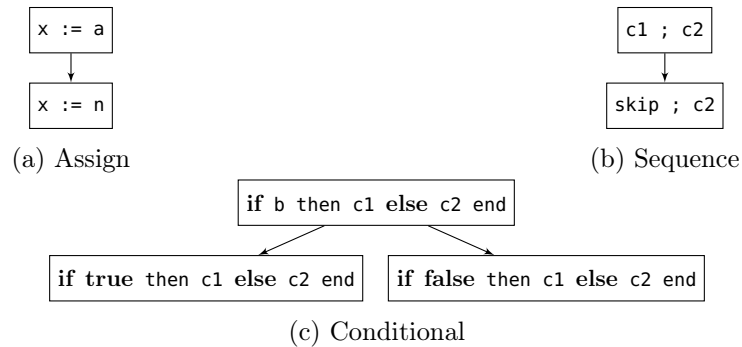 x := a
c1 ; c2
x := n
skip ; c2
(a) Assign
(b) Sequence
if b then c1 else c2 end
if true then c1 else c2 end
if false then c1 else c2 end
(c) Conditional